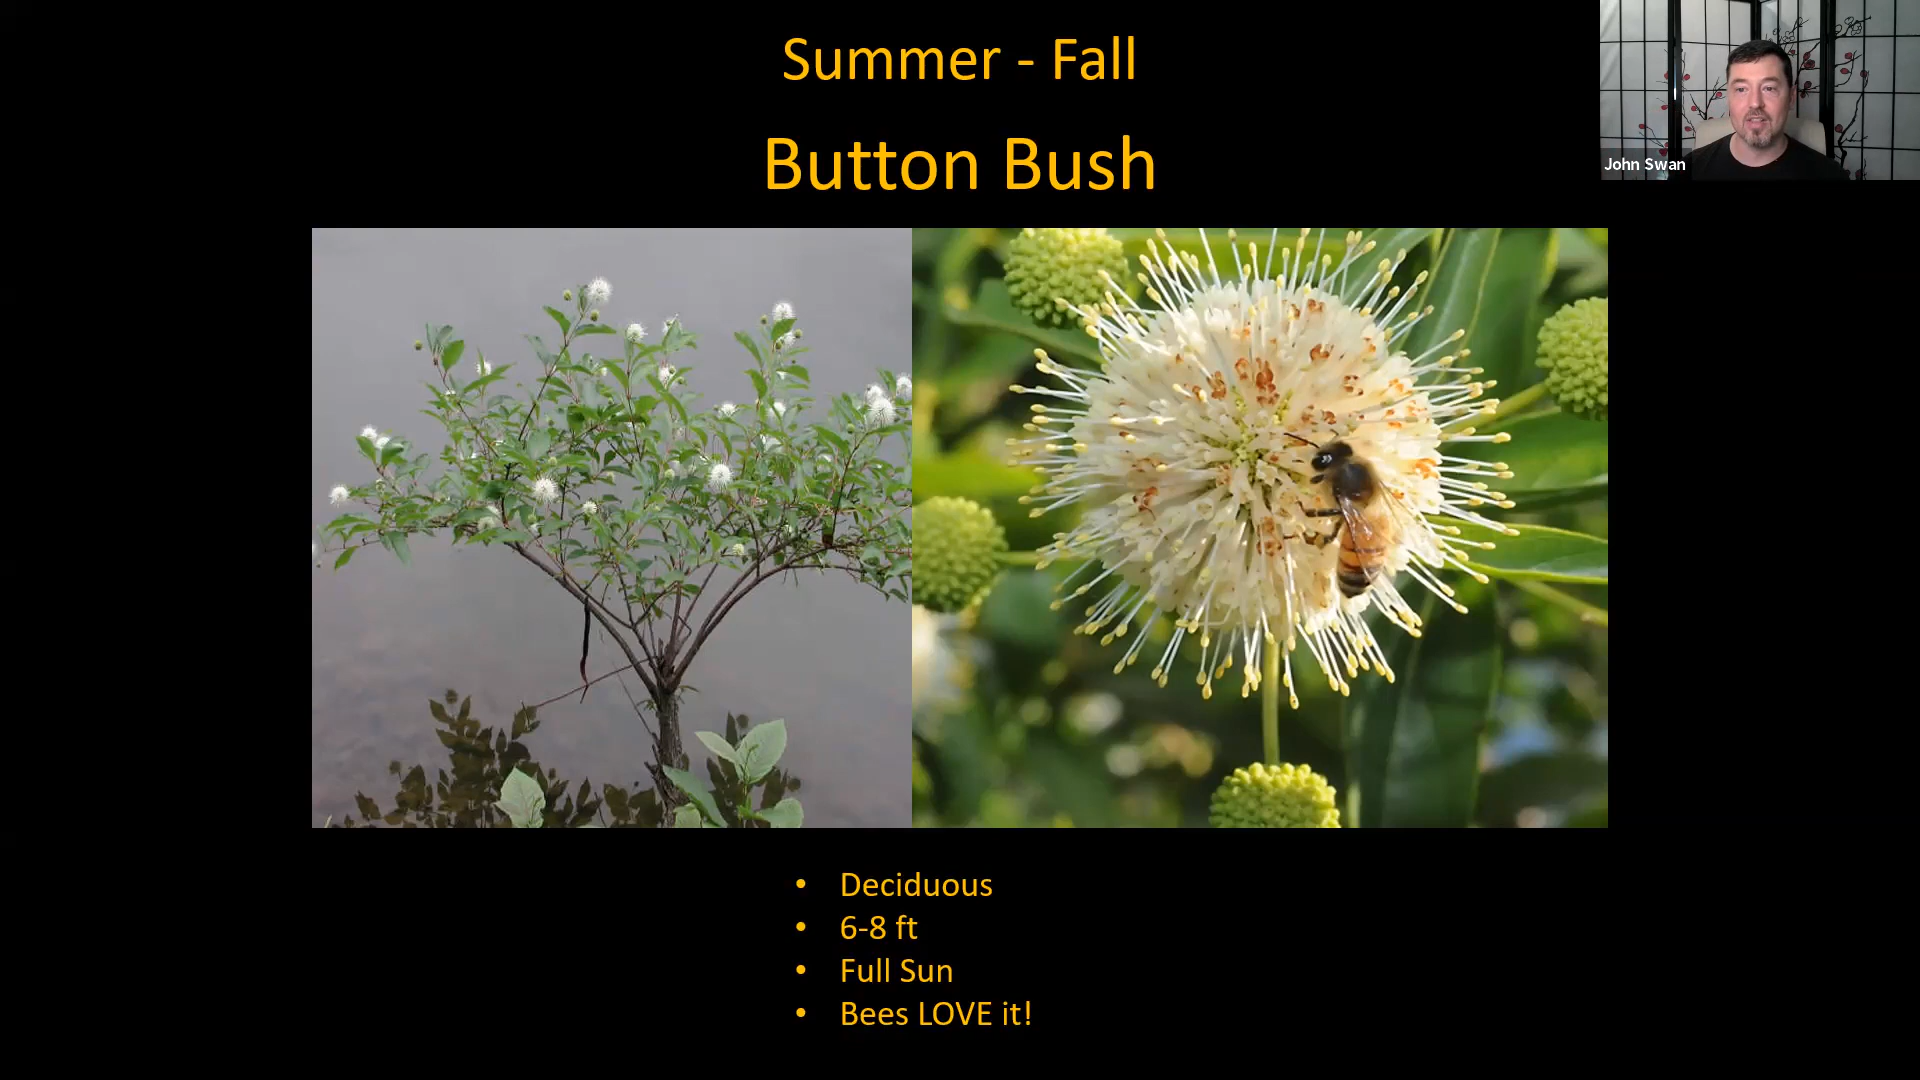 Summer - Fall
Button Bush
John Swan
• Deciduous
• 6-8 ft
• Full Sun
• Bees LOVE it!